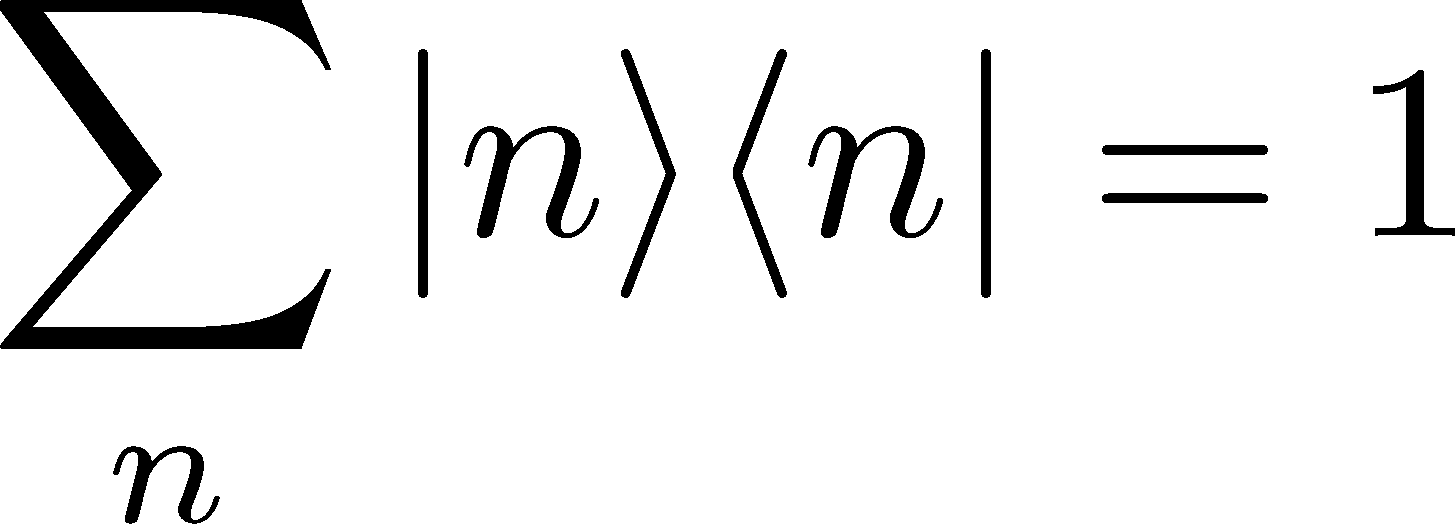 ∑ₙ |n⟩⟨n| = 1